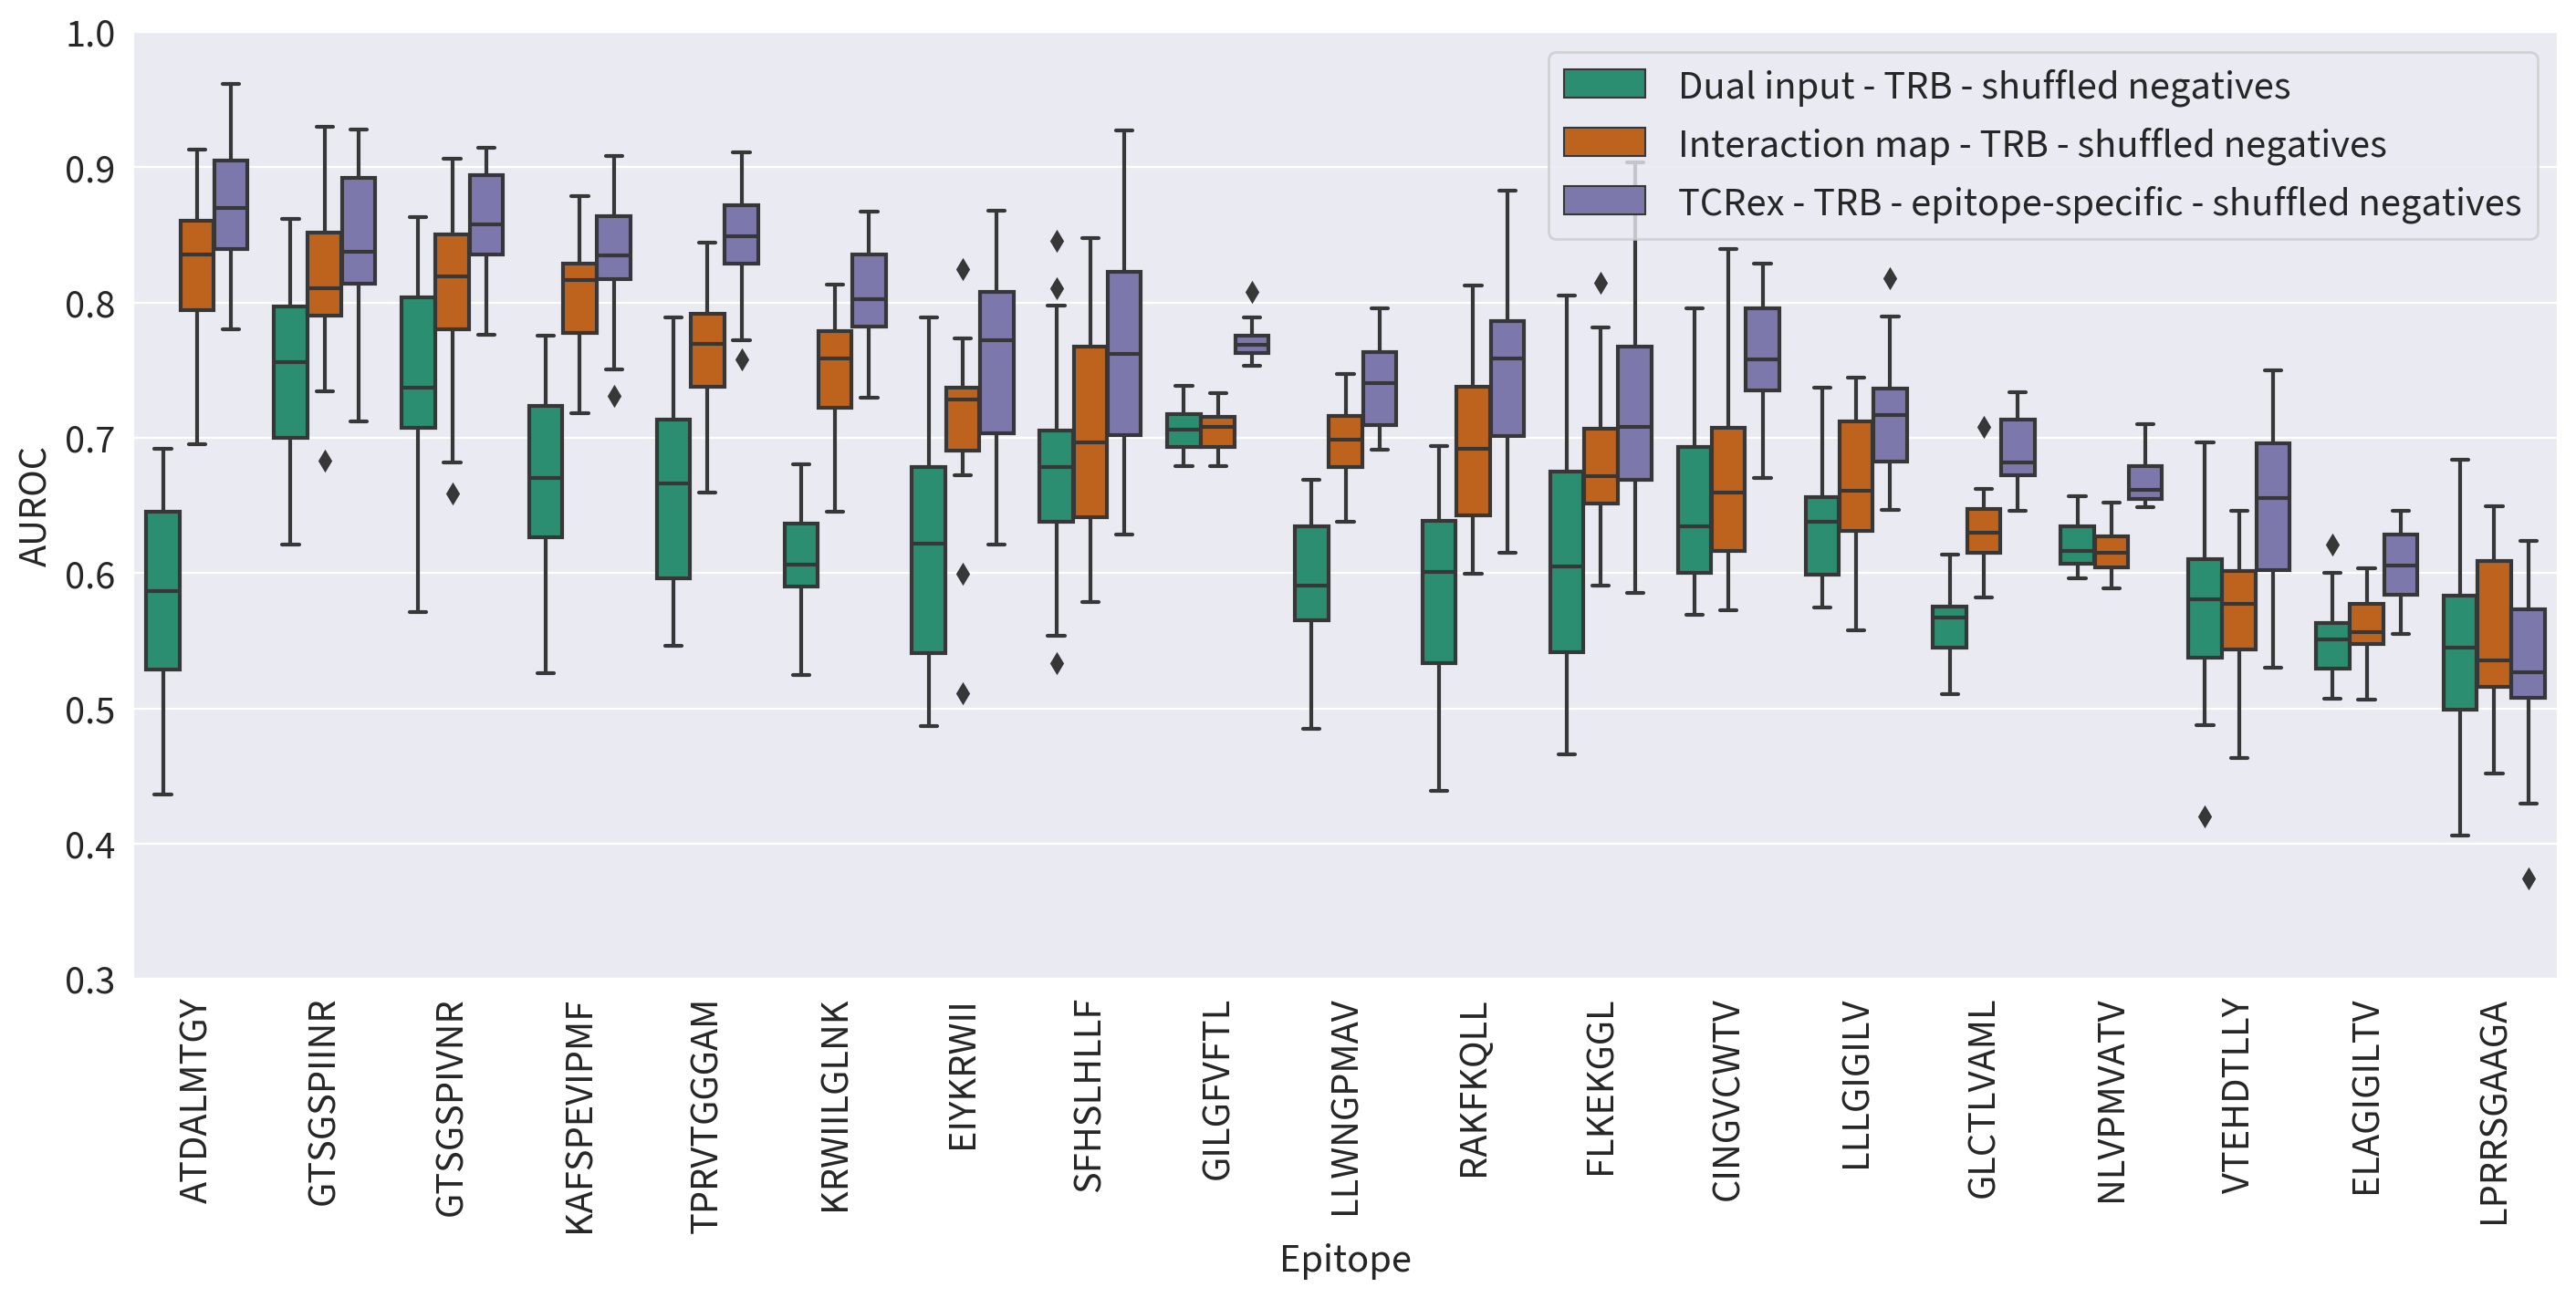 1.0
0.9
0.8
0.7
0.6
0.5
0.4
0.3
AUROC
Dual input - TRB - shuffled negatives
Interaction map - TRB - shuffled negatives
TCRex - TRB - epitope-specific - shuffled negatives
ATDALMTGY
GTSGSPIINR
GTSGSPIVNR
KAFSPEVIPMF
TPRVTGGGAM
KRWIILGLNK
EIYKRWII
SFHSLHLLF
GILGFVFTL
LLWNGPMAV
RAKFKQLL
FLKEKGGL
CINGVCWTV
LLLGIGILV
GLCTLVAML
NLVPMVATV
VTEHDTLLY
ELAGIGILTV
LPRRSGAAGA
Epitope